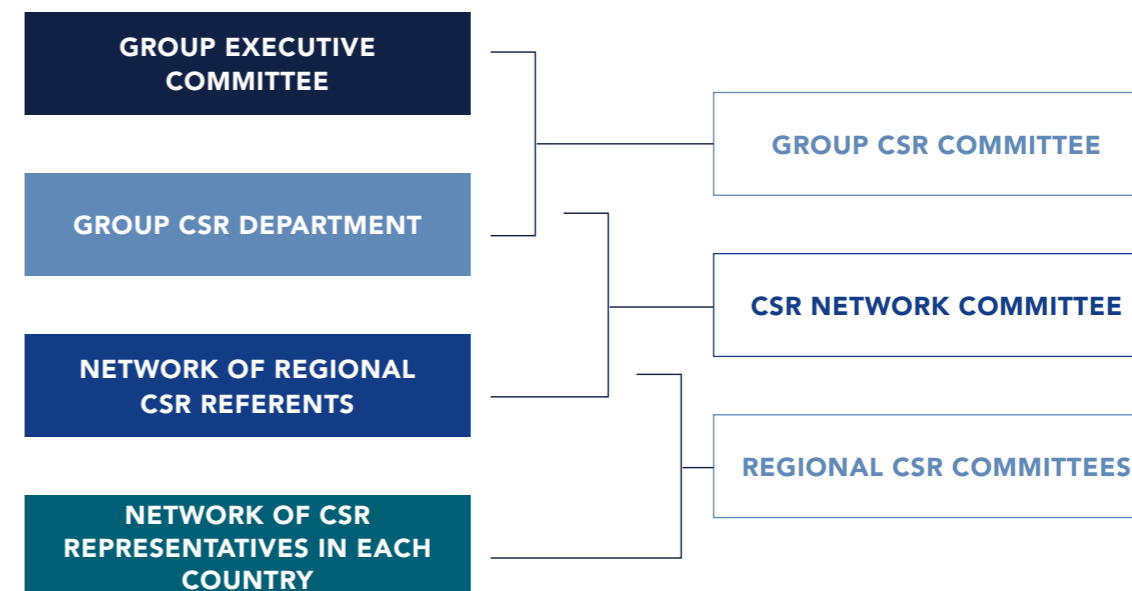 GROUP EXECUTIVE
COMMITTEE
GROUP CSR COMMITTEE
GROUP CSR DEPARTMENT
CSR NETWORK COMMITTEE
NETWORK OF REGIONAL
CSR REFERENTS
REGIONAL CSR COMMITTEES
NETWORK OF CSR
REPRESENTATIVES IN EACH
COUNTRY